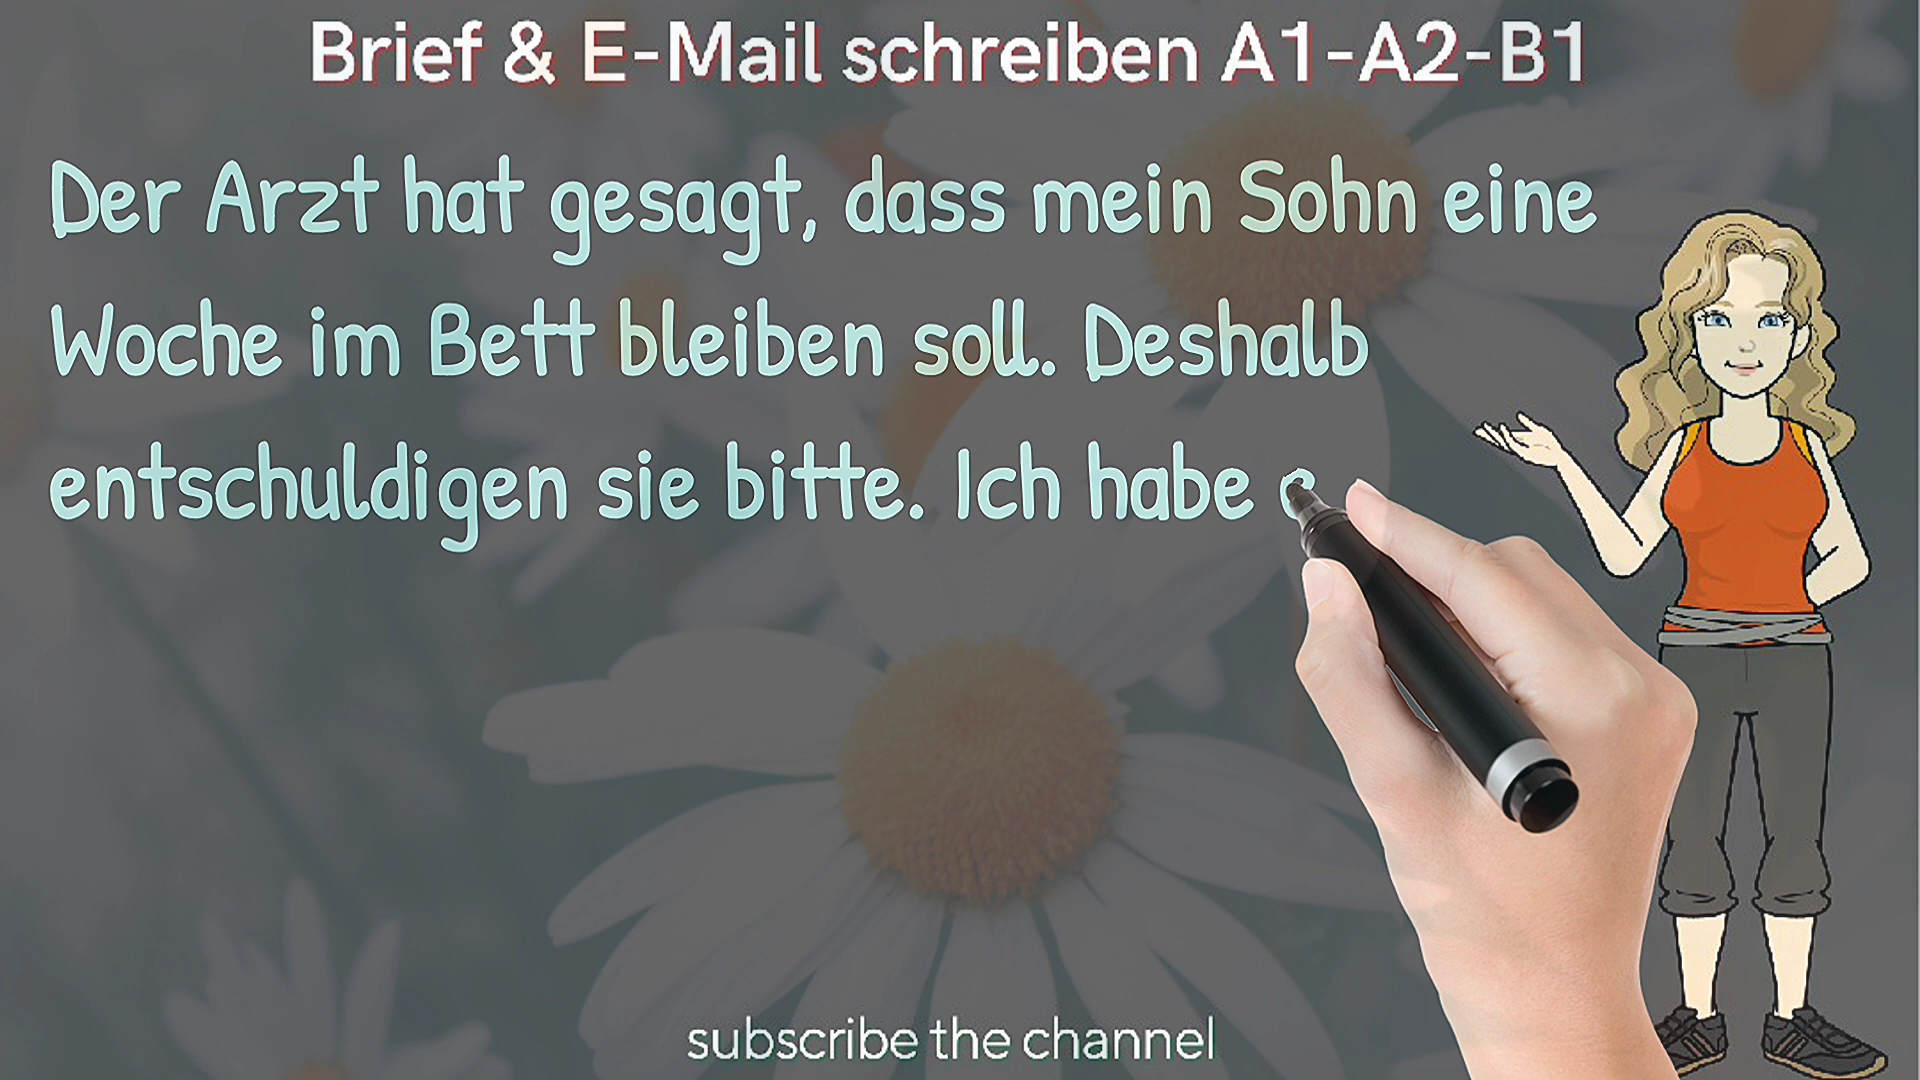 Brief & E-Mail schreiben A1-A2-B1
Der Arzt hat gesagt, dass mein Sohn eine
Woche im Bett bleiben soll. Deshalb
entschuldigen sie bitte. Ich habe
subscribe the channel